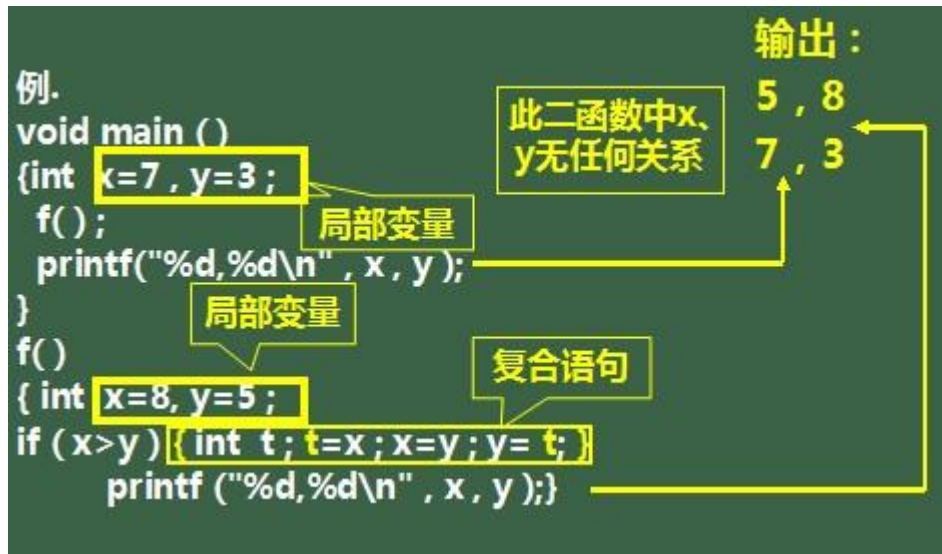 输出：
例.
5 , 8
此二函数中x、
y无任何关系
void main ( )
7 , 3
{int x=7 , y=3 ;
f( ) ;
局部变量
printf("%d,%d\n" , x , y );
}
局部变量
f( )
复合语句
{ int x=8, y=5 ;
if ( x>y ) { int t ; t=x ; x=y ; y= t; }
printf ("%d,%d\n" , x , y );}